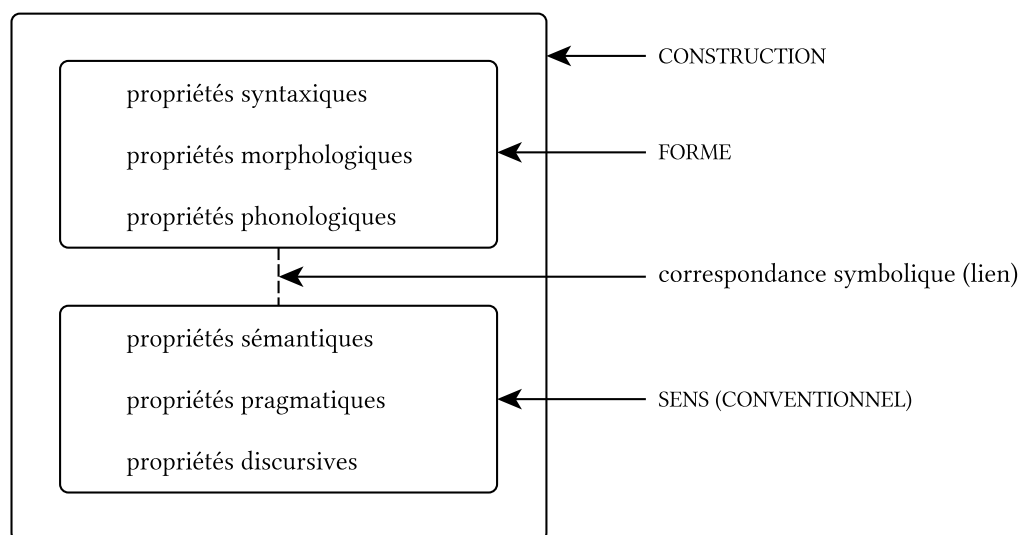 CONSTRUCTION
propriétés syntaxiques
propriétés morphologiques
FORME
propriétés phonologiques
correspondance symbolique (lien)
propriétés sémantiques
propriétés pragmatiques
SENS (CONVENTIONNEL)
propriétés discursives